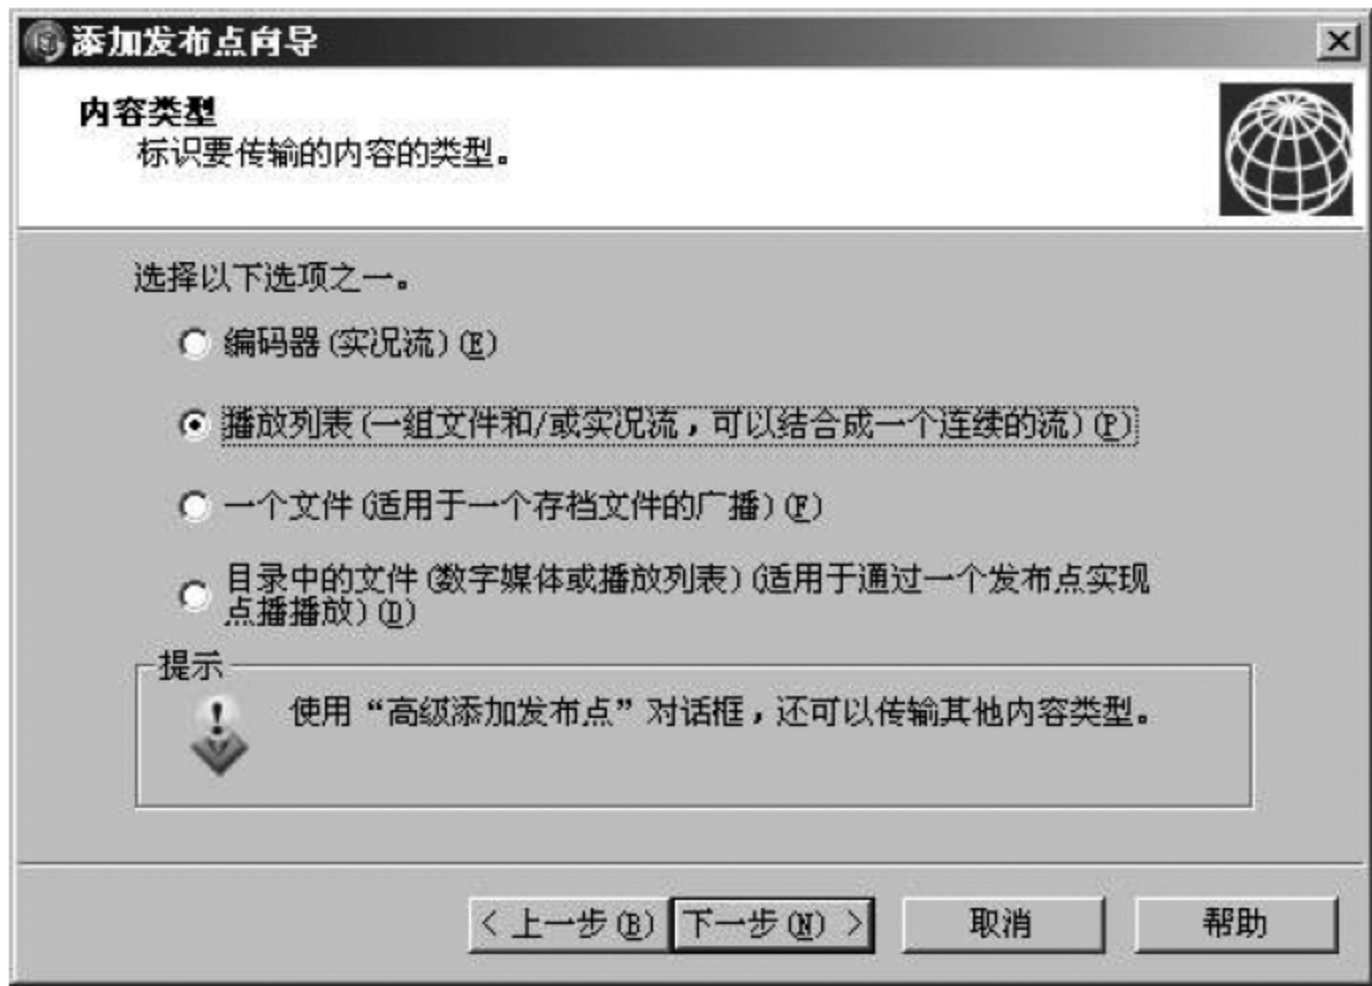 添加发布点向导
内容类型
标识要传输的内容的类型。
选择以下选项之一。
编码器(实况流)(E)
播放列表(一组文件和/或实况流，可以结合成一个连续的流)(P)
一个文件(适用于一个存档文件的广播)(F)
目录中的文件(数字媒体或播放列表)(适用于通过一个发布点实现
点播播放)(D)
提示
使用“高级添加发布点”对话框，还可以传输其他内容类型。
< 上一步(B) 下一步(N) > 取消 帮助